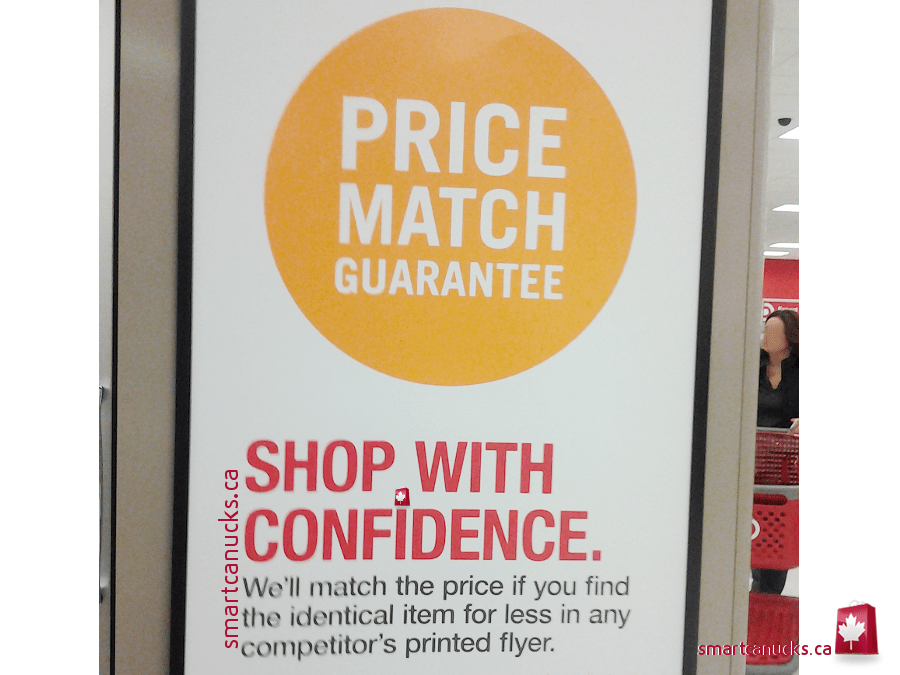 PRICE
MATCH
GUARANTEE
SHOP WITH
CONFIDENCE.
We'll match the price if you find
the identical item for less in any
competitor's printed flyer.
smartcanucks.ca
smartcanucks.ca